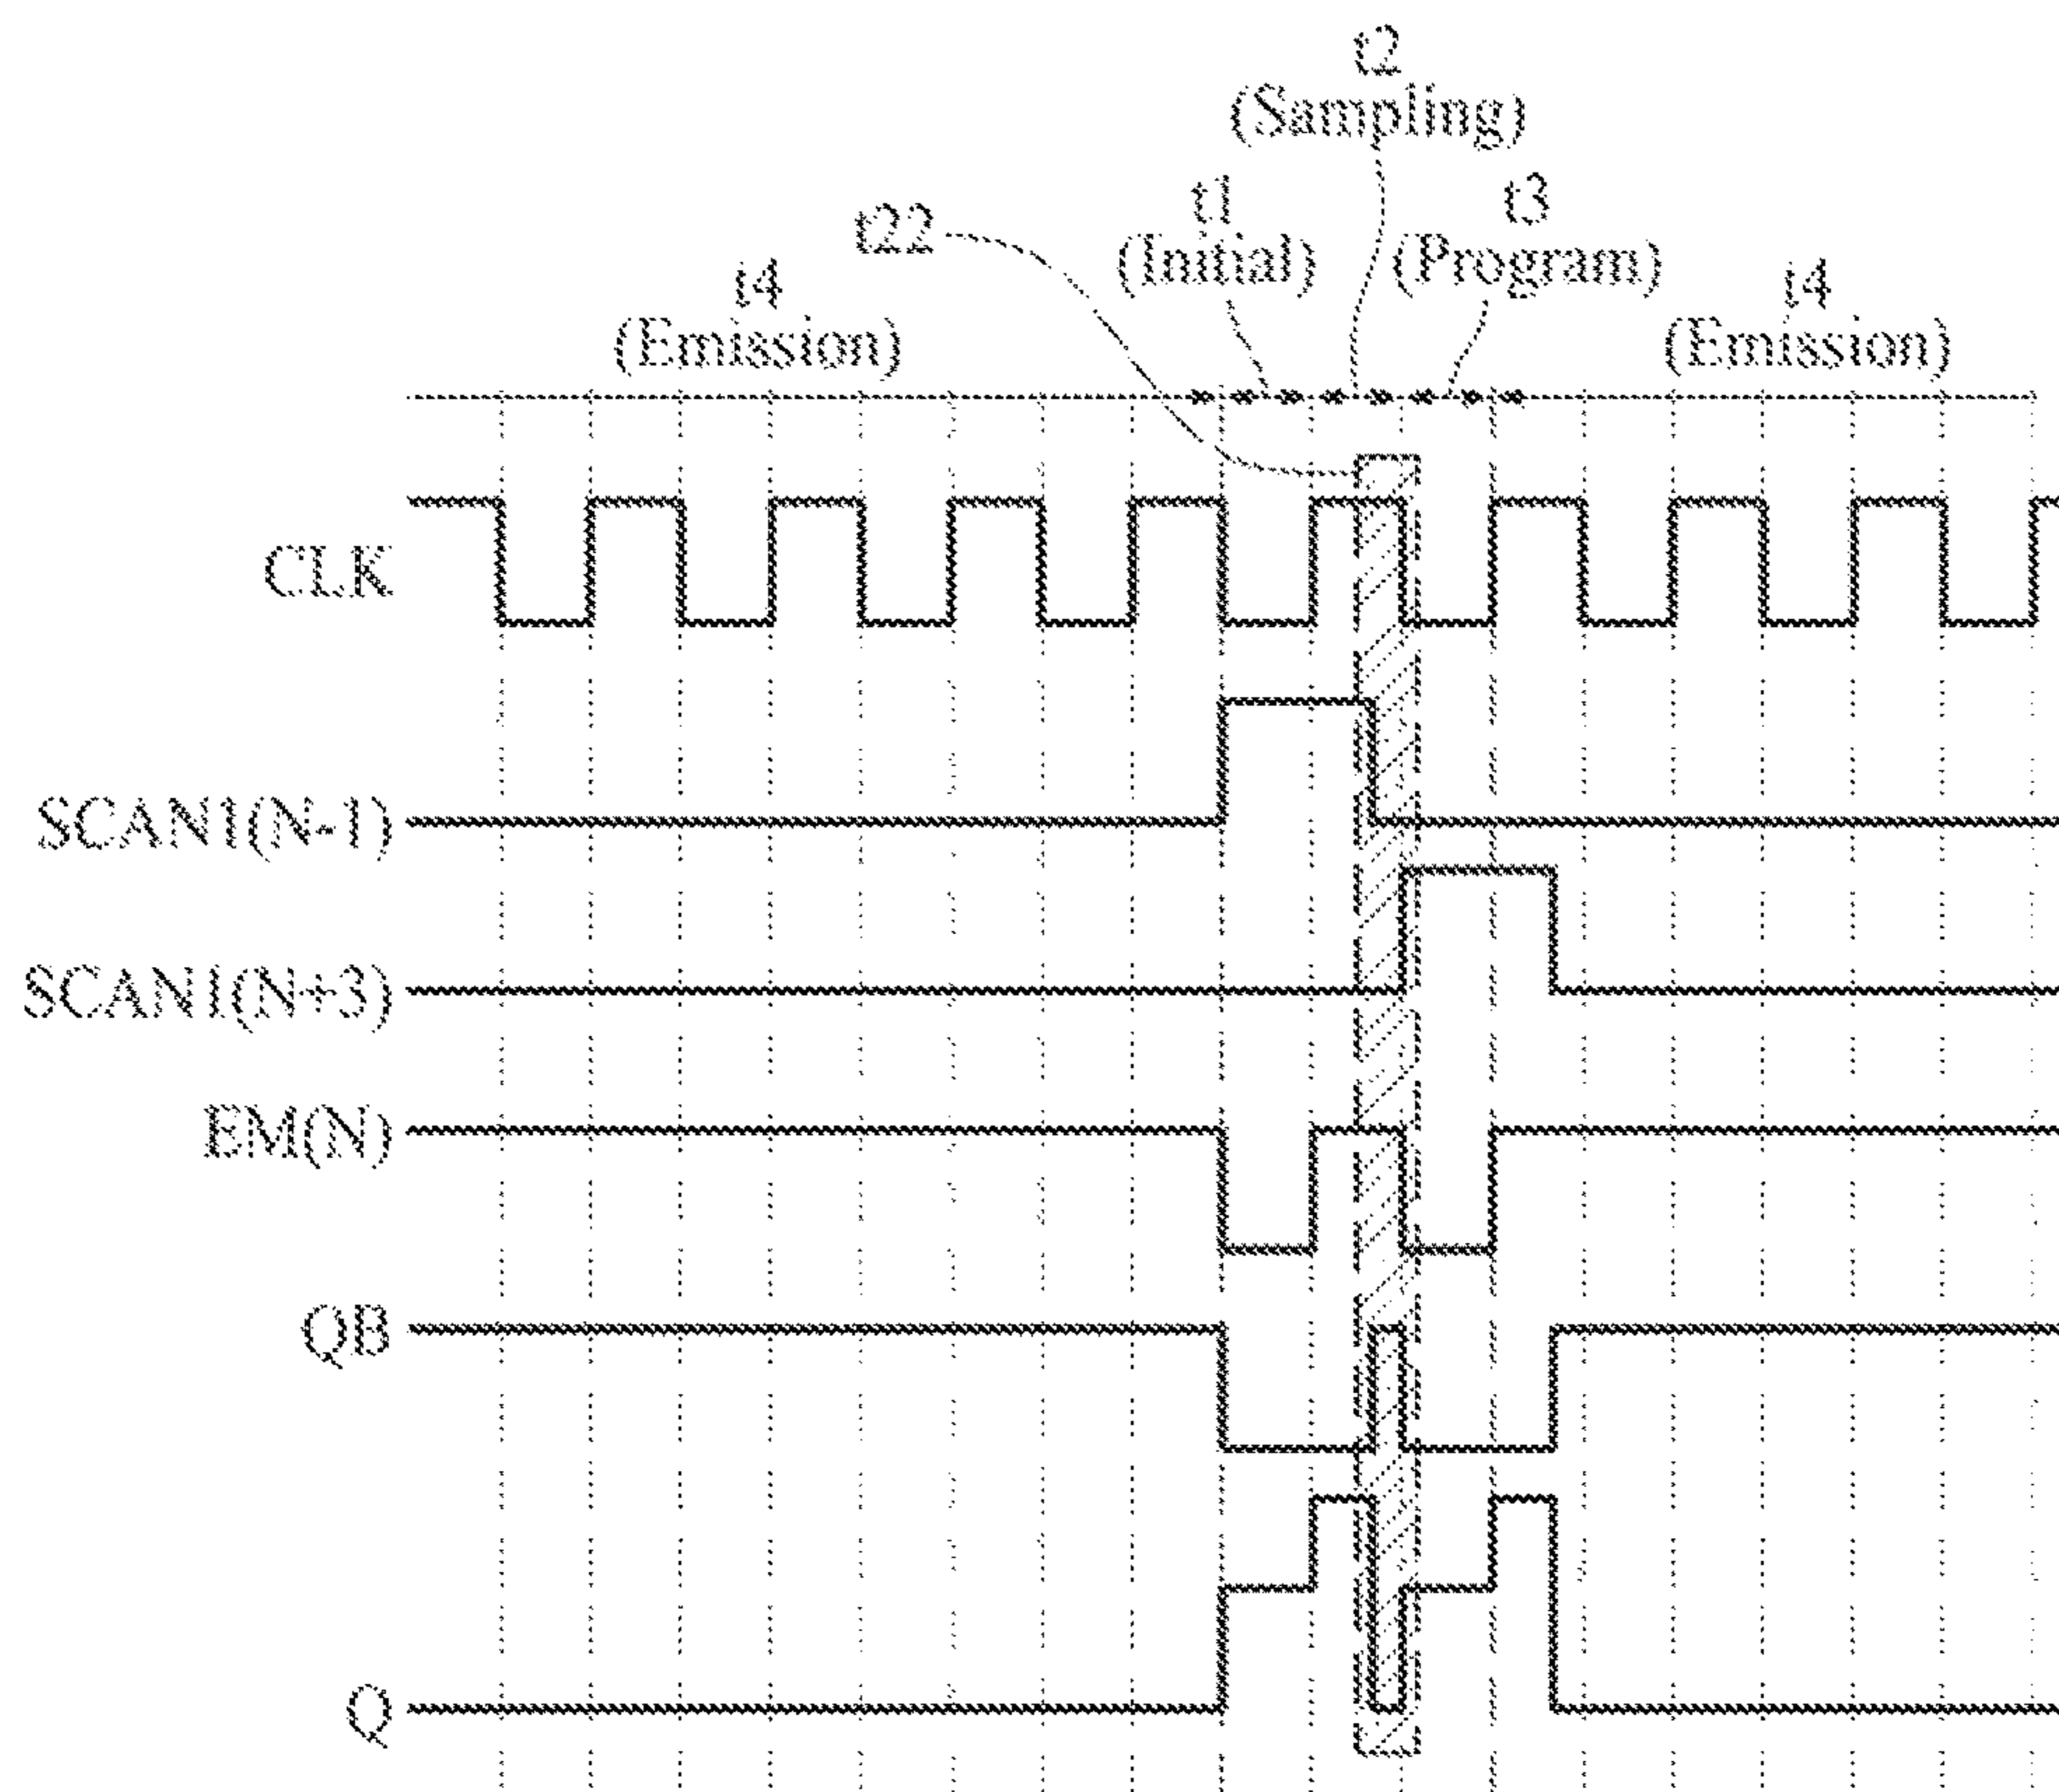 t2
(Sampling)
t1
(Initial)
t3
(Program)
t22
t4
(Emission)
t4
(Emission)
CLK
SCAN1(N-1)
SCAN1(N+3)
EM(N)
QB
Q